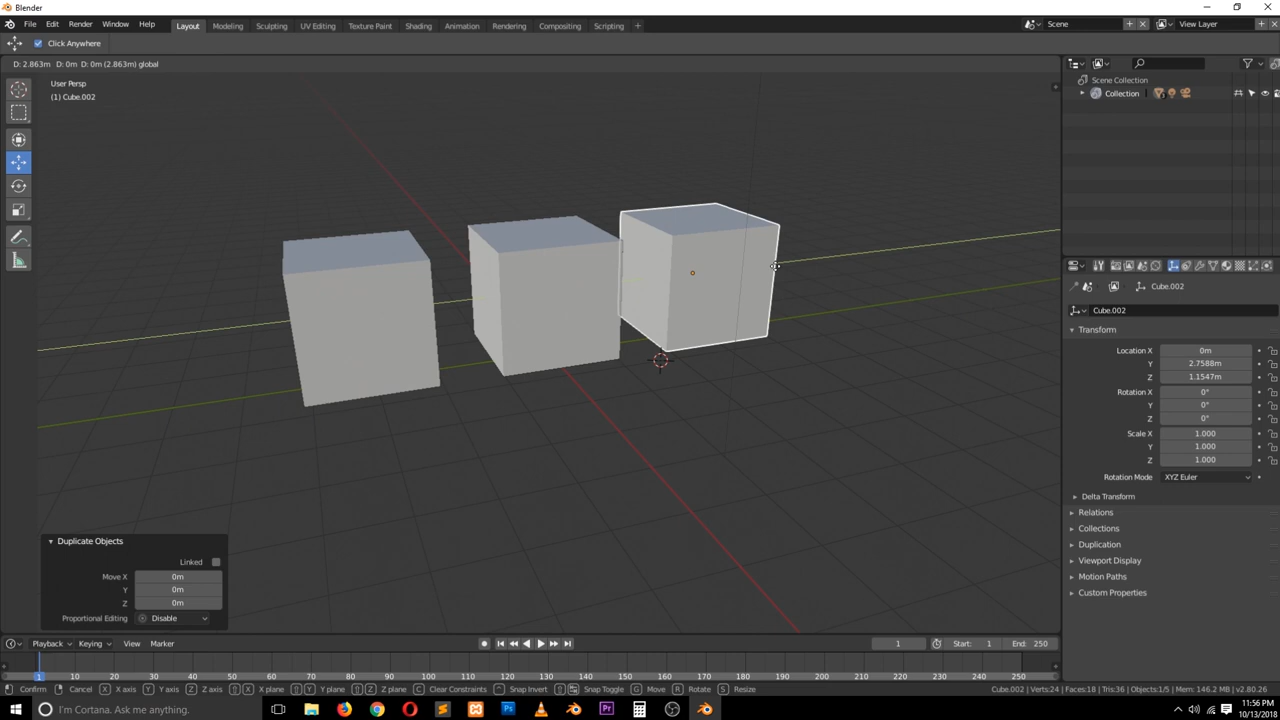 Blender
File Edit Render Window Help Layout Modeling Sculpting UV Editing Texture Paint Shading Animation Rendering Compositing Scripting + Scene View Layer
Click Anywhere
D: 2.863m D: 0m D: 0m (2.863m) global
User Persp
(1) Cube.002
Scene Collection
Collection
Cube.002
Cube.002
Transform
Location X 0m
Y 2.7588m
Z 1.1547m
Rotation X 0°
Y 0°
Z 0°
Scale X 1.000
Y 1.000
Z 1.000
Rotation Mode XYZ Euler
Delta Transform
Relations
Collections
Duplication
Viewport Display
Motion Paths
Custom Properties
Duplicate Objects
Linked
Move X 0m
Y 0m
Z 0m
Proportional Editing Disable
Playback Keying View Marker 1 Start: 1 End: 250
1 10 20 30 40 50 60 70 80 90 100 110 120 130 140 150 160 170 180 190 200 210 220 230 240 250
Confirm Cancel X X axis Y Y axis Z Z axis X X plane Y Y plane Z Z plane C Clear Constraints Snap Invert Snap Toggle G Move R Rotate S Resize Cube.002 | Verts:24 | Faces:18 | Tris:36 | Objects:1/5 | Mem: 146.2 MB | v2.80.26
I'm Cortana. Ask me anything.
11:56 PM
10/13/2018